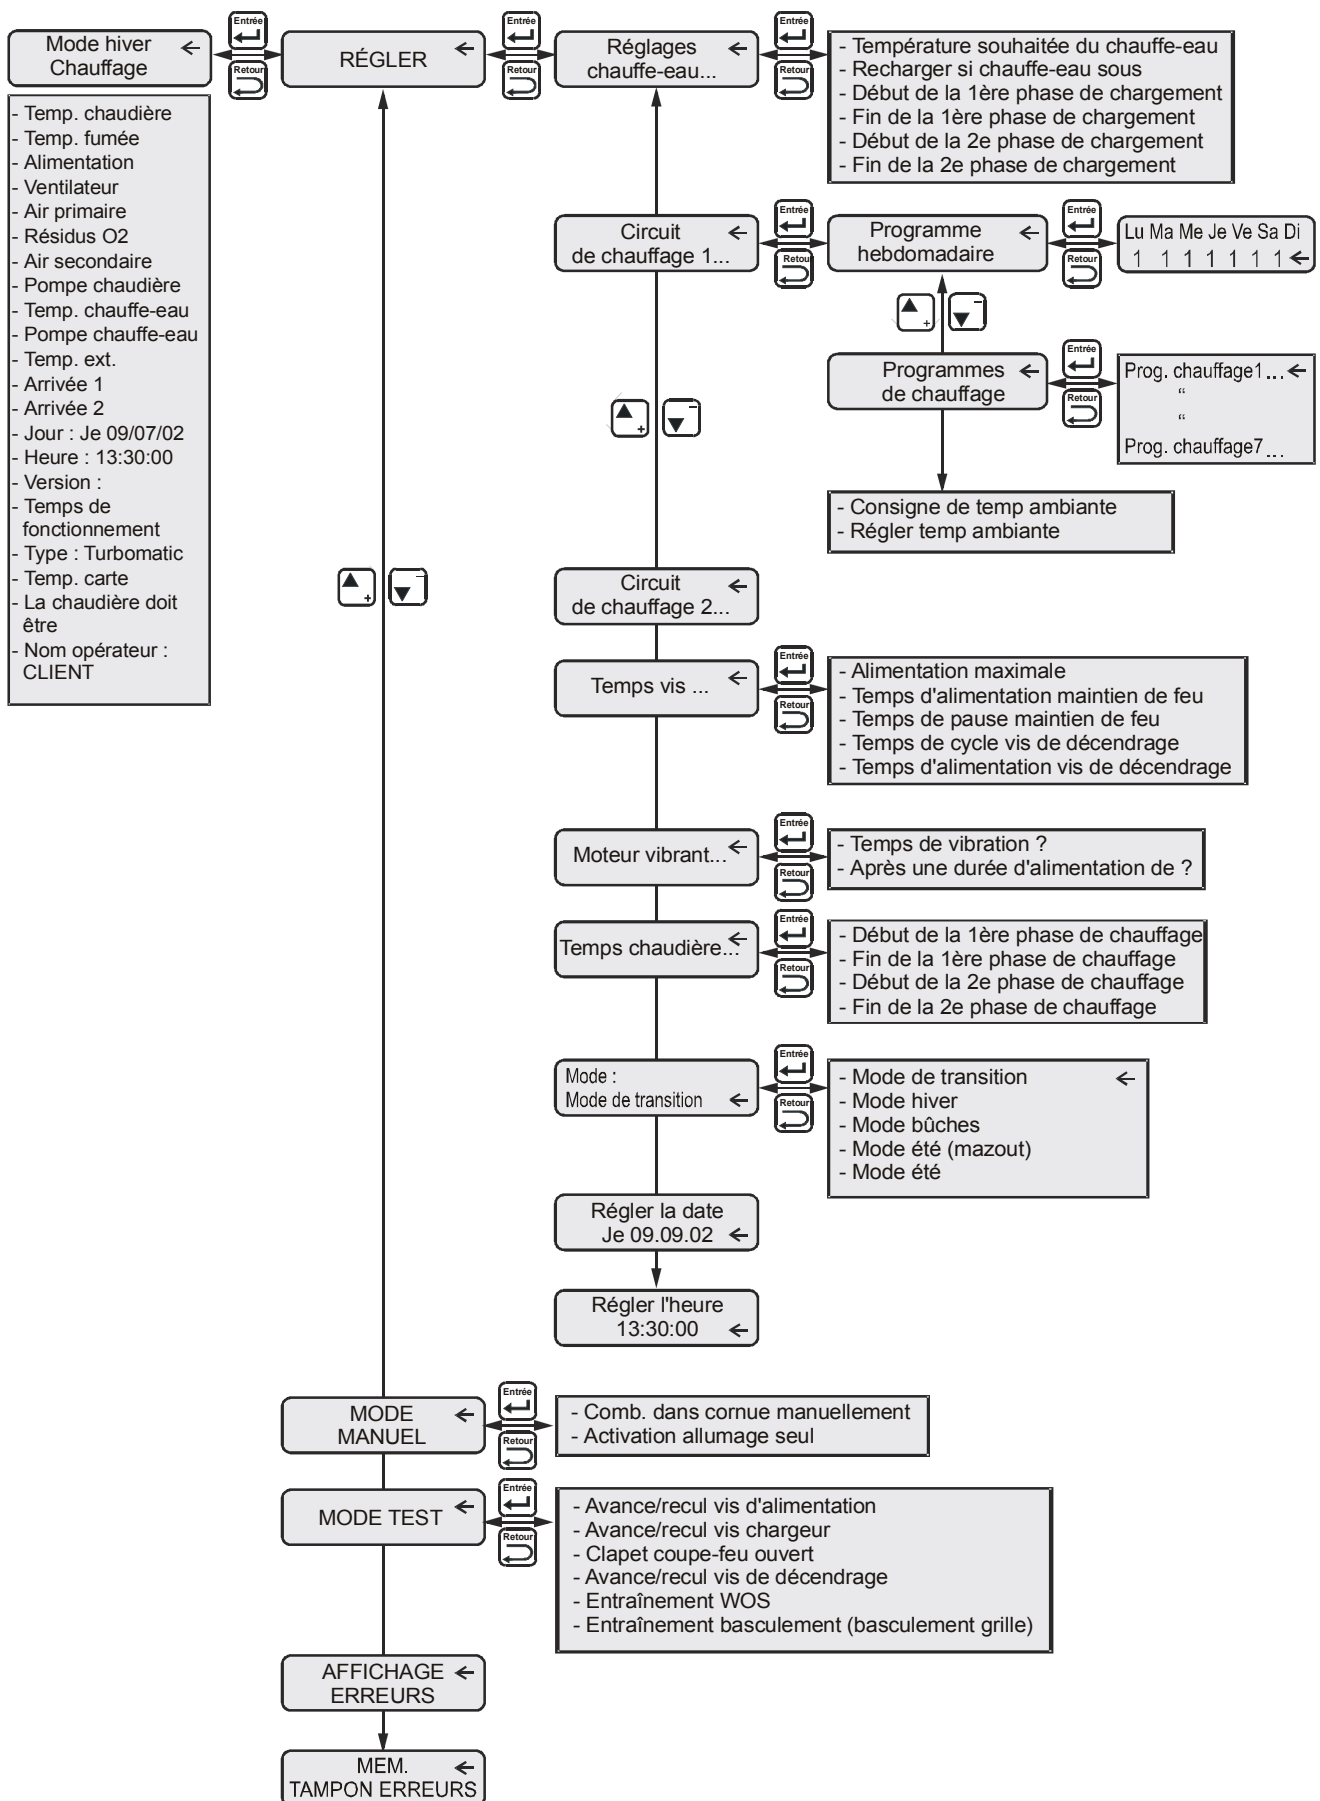 Mode hiver ←
Chauffage
Entrée
Retour
RÉGLER ←
Entrée
Retour
Réglages ←
chauffe-eau...
Entrée
Retour
- Température souhaitée du chauffe-eau
- Recharger si chauffe-eau sous
- Début de la 1ère phase de chargement
- Fin de la 1ère phase de chargement
- Début de la 2e phase de chargement
- Fin de la 2e phase de chargement
- Temp. chaudière
- Temp. fumée
- Alimentation
- Ventilateur
- Air primaire
- Résidus O2
- Air secondaire
- Pompe chaudière
- Temp. chauffe-eau
- Pompe chauffe-eau
- Temp. ext.
- Arrivée 1
- Arrivée 2
- Jour : Je 09/07/02
- Heure : 13:30:00
- Version :
- Temps de
fonctionnement
- Type : Turbomatic
- Temp. carte
- La chaudière doit
être
- Nom opérateur :
CLIENT
Circuit ←
de chauffage 1...
Entrée
Retour
Programme ←
hebdomadaire
Entrée
Retour
Lu Ma Me Je Ve Sa Di
1 1 1 1 1 1 1 ←
▲+ ▼−
Programmes ←
de chauffage
Entrée
Retour
Prog. chauffage1... ←
“
“
Prog. chauffage7...
▲+ ▼−
- Consigne de temp ambiante
- Régler temp ambiante
▲+ ▼−
Circuit ←
de chauffage 2...
Temps vis ... ←
Entrée
Retour
- Alimentation maximale
- Temps d'alimentation maintien de feu
- Temps de pause maintien de feu
- Temps de cycle vis de décendrage
- Temps d'alimentation vis de décendrage
Moteur vibrant... ←
Entrée
Retour
- Temps de vibration ?
- Après une durée d'alimentation de ?
Temps chaudière... ←
Entrée
Retour
- Début de la 1ère phase de chauffage
- Fin de la 1ère phase de chauffage
- Début de la 2e phase de chauffage
- Fin de la 2e phase de chauffage
Mode :
Mode de transition ←
Entrée
Retour
- Mode de transition ←
- Mode hiver
- Mode bûches
- Mode été (mazout)
- Mode été
Régler la date
Je 09.09.02 ←
Régler l'heure
13:30:00 ←
MODE ←
MANUEL
Entrée
Retour
- Comb. dans cornue manuellement
- Activation allumage seul
MODE TEST ←
Entrée
Retour
- Avance/recul vis d'alimentation
- Avance/recul vis chargeur
- Clapet coupe-feu ouvert
- Avance/recul vis de décendrage
- Entraînement WOS
- Entraînement basculement (basculement grille)
AFFICHAGE ←
ERREURS
MEM. ←
TAMPON ERREURS